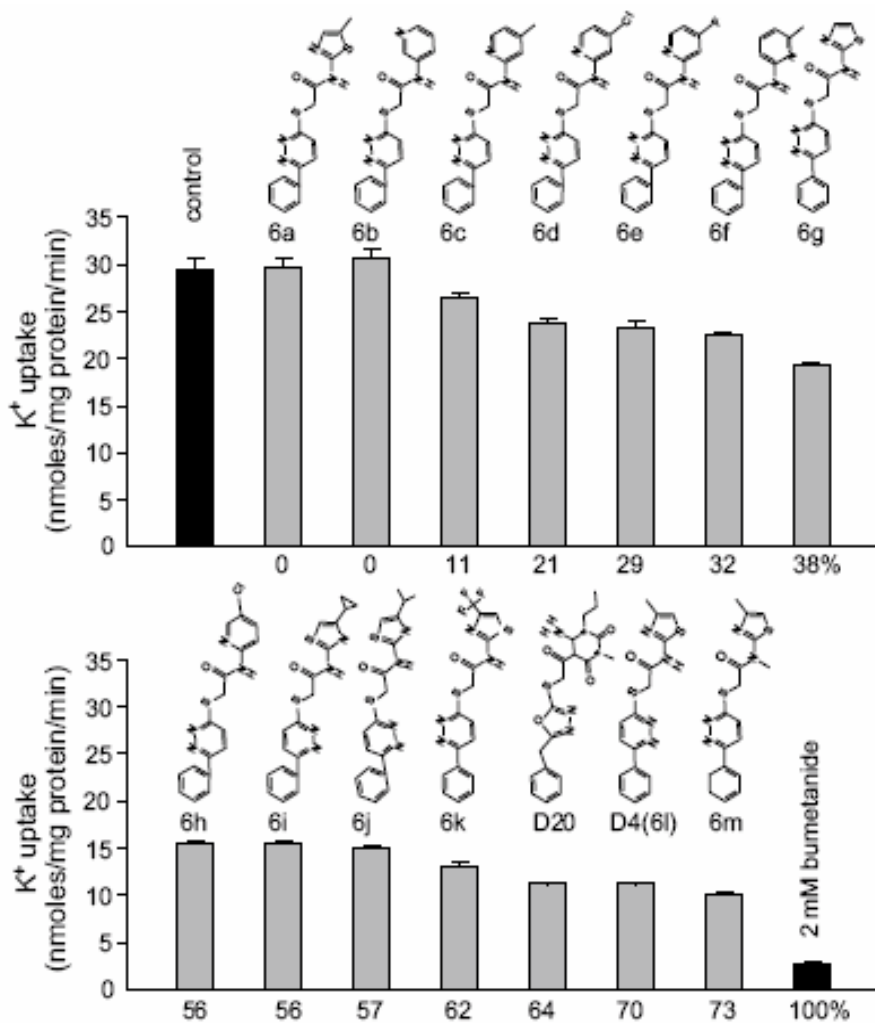 control
6a 6b 6c 6d 6e 6f 6g
K+ uptake
(nmoles/mg protein/min)
35
30
25
20
15
10
5
0
0 0 11 21 29 32 38%
6h 6i 6j 6k D20 D4(6l) 6m
2 mM bumetanide
K+ uptake
(nmoles/mg protein/min)
35
30
25
20
15
10
5
0
56 56 57 62 64 70 73 100%